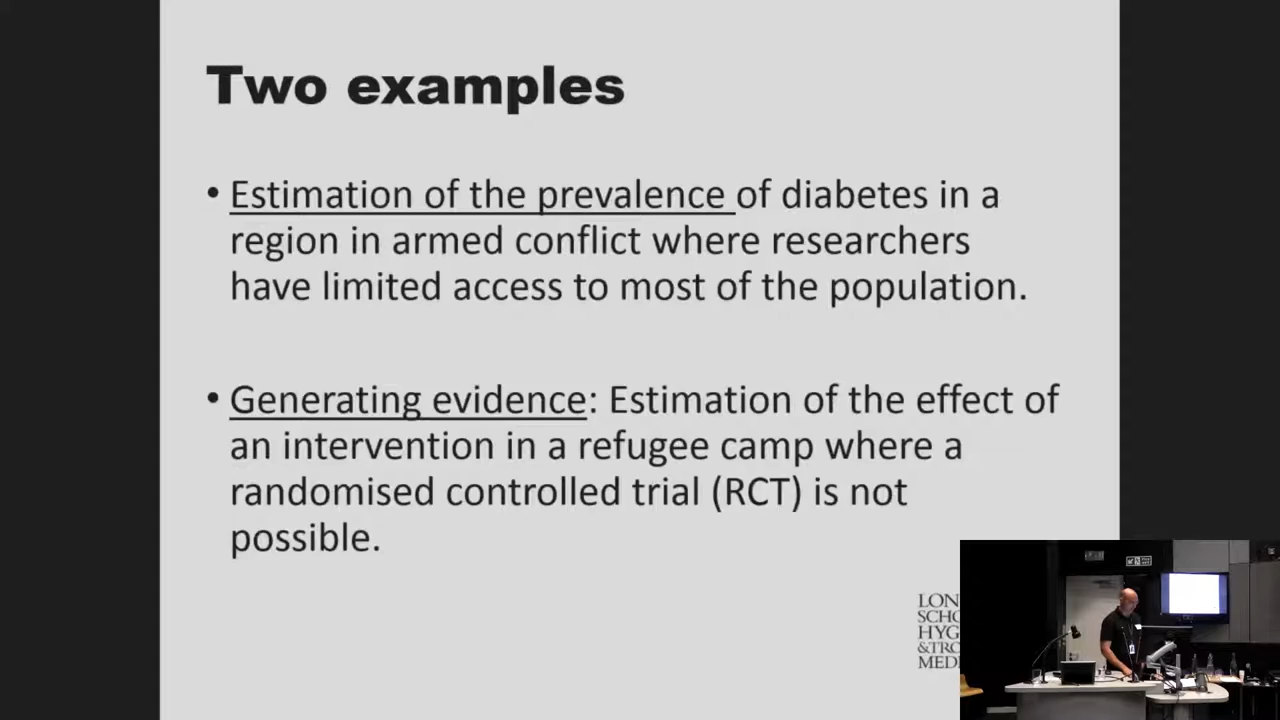 Two examples
• Estimation of the prevalence of diabetes in a
region in armed conflict where researchers
have limited access to most of the population.
• Generating evidence: Estimation of the effect of
an intervention in a refugee camp where a
randomised controlled trial (RCT) is not
possible.
LON
SCHO
HYG
&TRO
MEDI